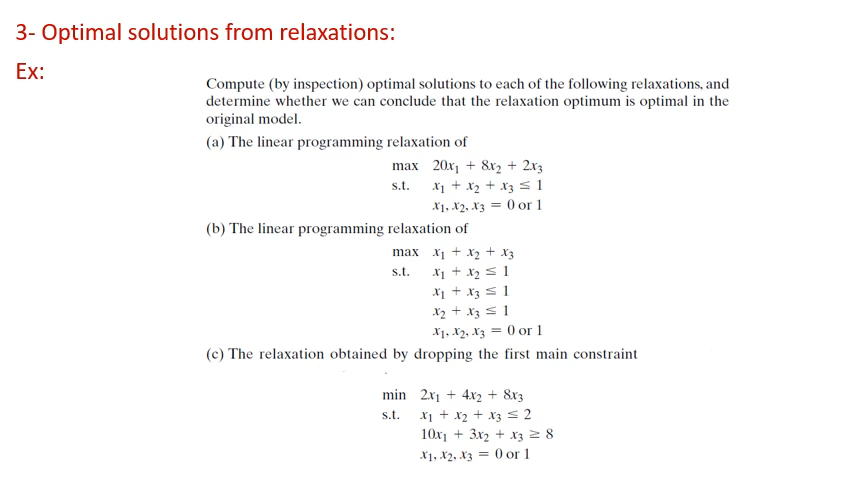 3- Optimal solutions from relaxations:
Ex:
Compute (by inspection) optimal solutions to each of the following relaxations, and
determine whether we can conclude that the relaxation optimum is optimal in the
original model.
(a) The linear programming relaxation of
max 20x₁ + 8x₂ + 2x₃
s.t. x₁ + x₂ + x₃ ≤ 1
x₁, x₂, x₃ = 0 or 1
(b) The linear programming relaxation of
max x₁ + x₂ + x₃
s.t. x₁ + x₂ ≤ 1
x₁ + x₃ ≤ 1
x₂ + x₃ ≤ 1
x₁, x₂, x₃ = 0 or 1
(c) The relaxation obtained by dropping the first main constraint
min 2x₁ + 4x₂ + 8x₃
s.t. x₁ + x₂ + x₃ ≤ 2
10x₁ + 3x₂ + x₃ ≥ 8
x₁, x₂, x₃ = 0 or 1